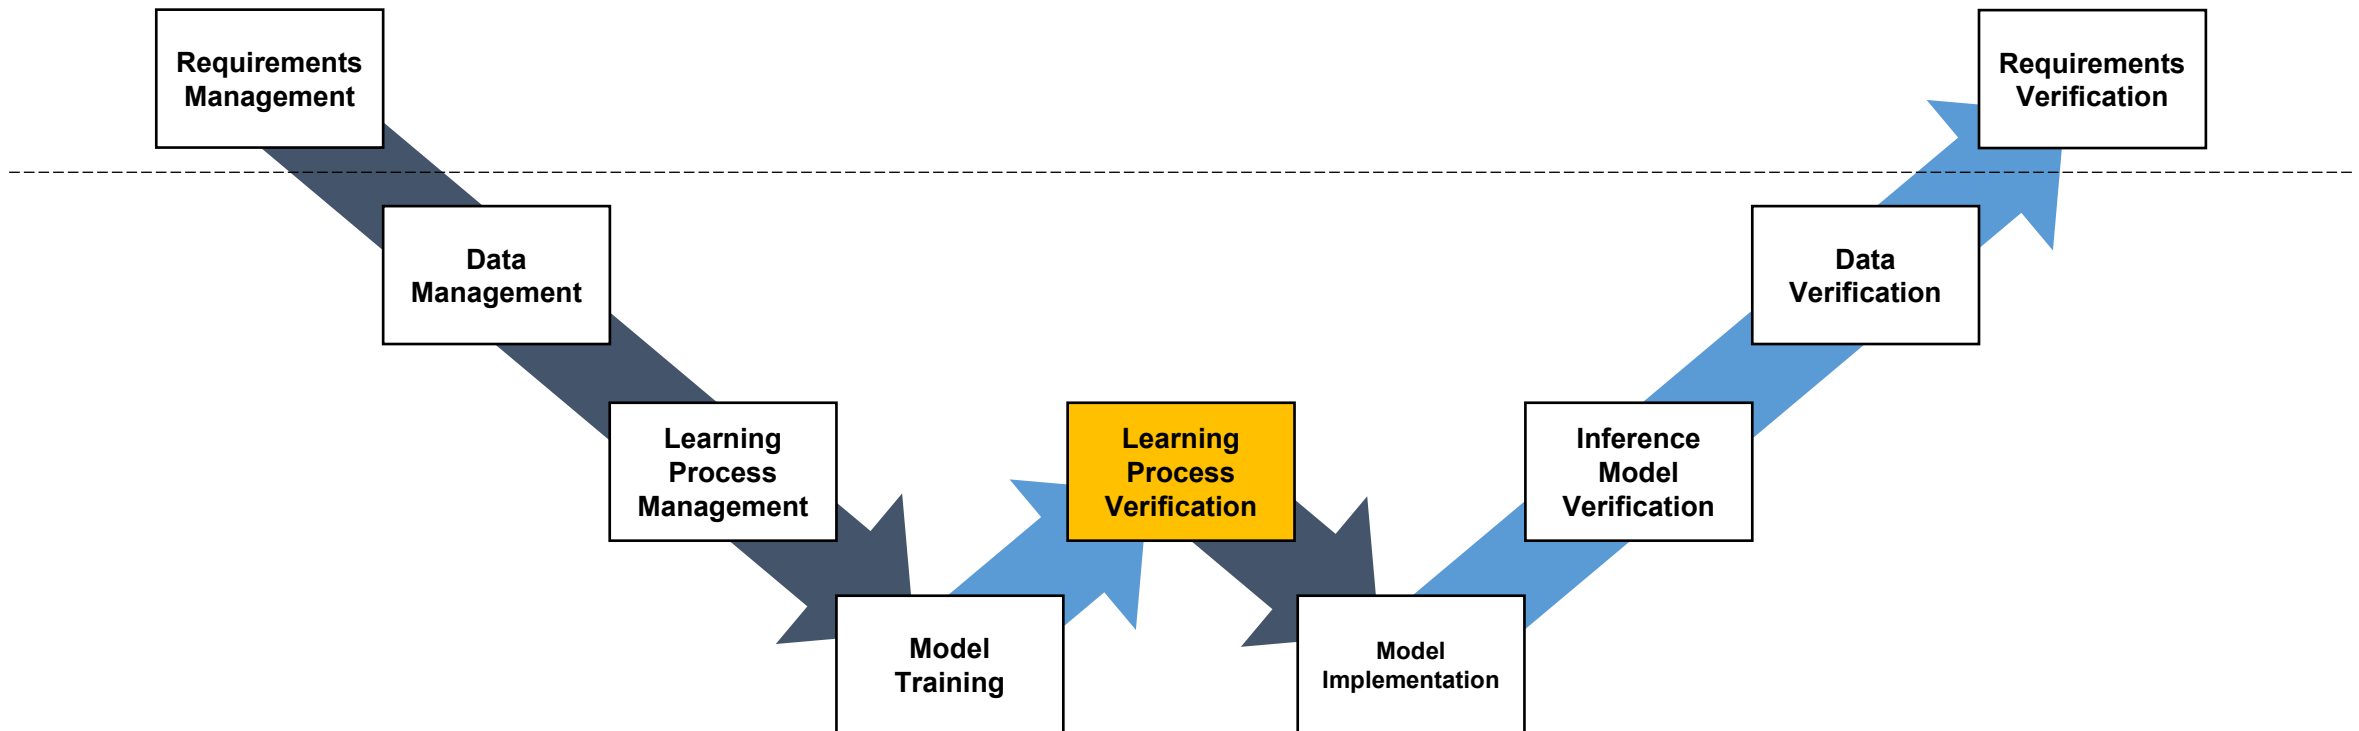 Requirements
Management
Requirements
Verification
Data
Management
Data
Verification
Learning
Process
Management
Learning
Process
Verification
Inference
Model
Verification
Model
Training
Model
Implementation